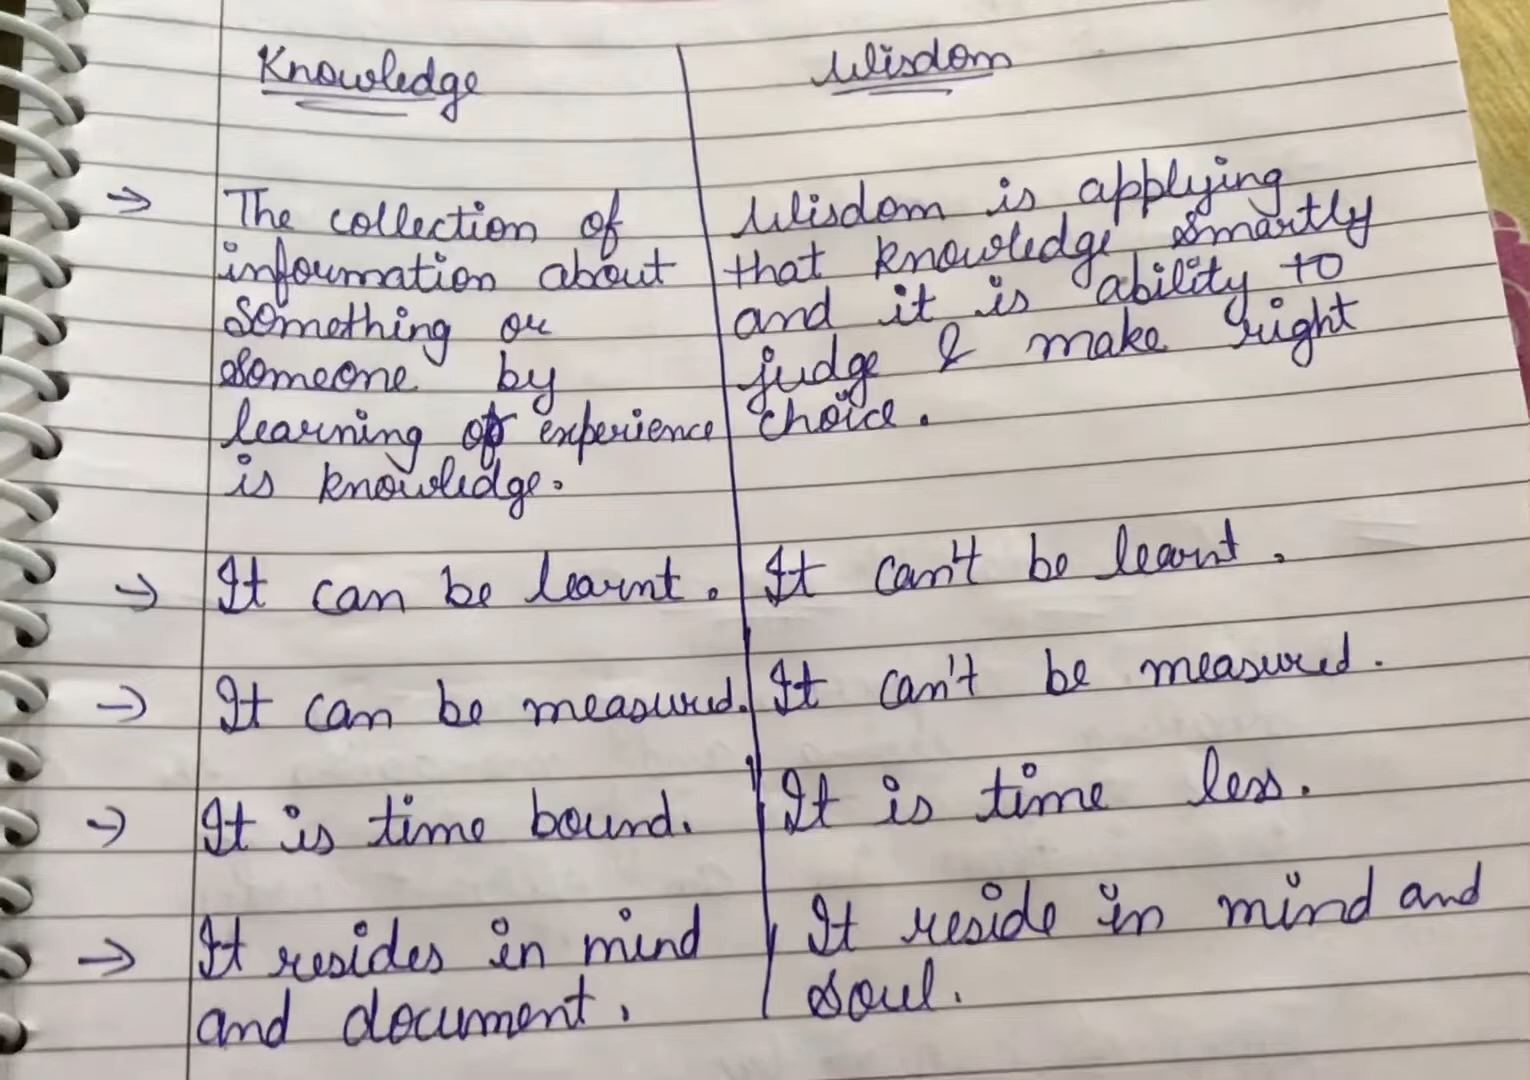 Knowledge
Wisdom
→ The collection of
information about
something or
someone by
learning experience
is knowledge.
Wisdom is applying
that knowledge smartly
and it is ability to
judge & make right
choice.
→ It can be learnt.
It can't be learnt.
→ It can be measured.
It can't be measured.
→ It is time bound.
It is time less.
→ It resides in mind
and document.
It reside in mind and
soul.